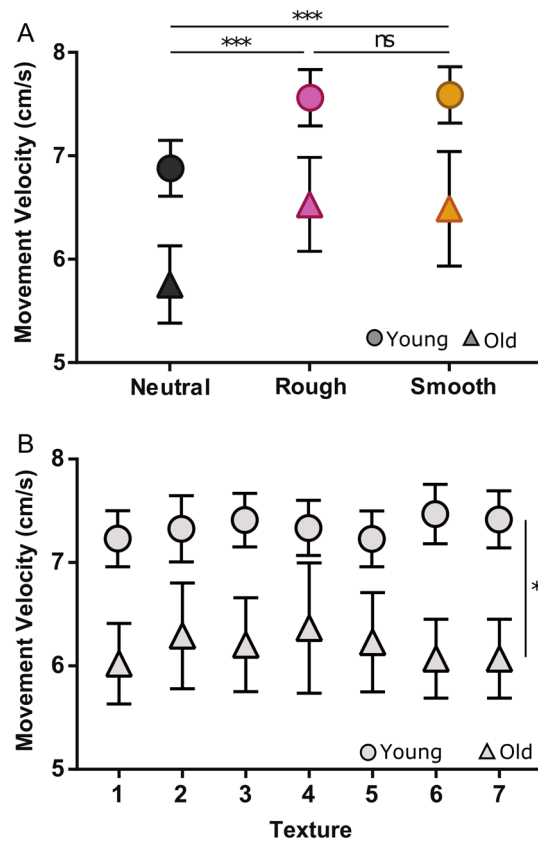 A
***
*** ns
8
7
6
5
Movement Velocity (cm/s)
Young Old
Neutral Rough Smooth
B
8
7
6
5
Movement Velocity (cm/s)
*
Young Old
1 2 3 4 5 6 7
Texture